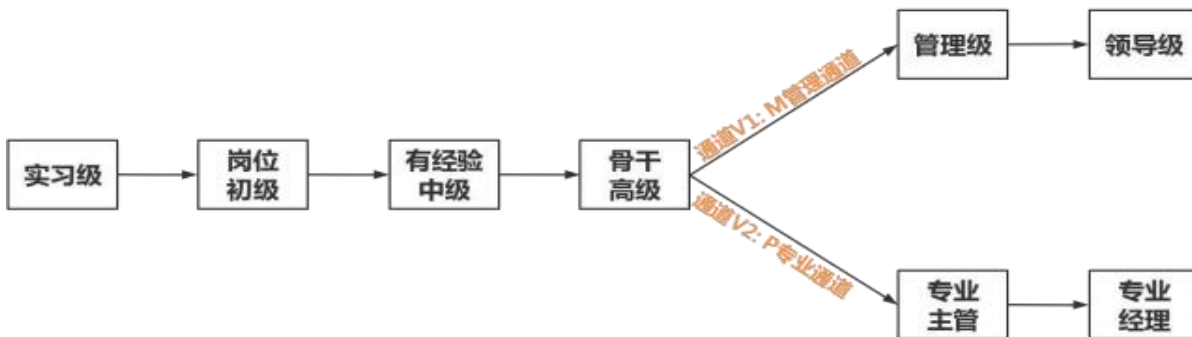 实习级
岗位
初级
有经验
中级
骨干
高级
通道V1: M管理通道
管理级
领导级
通道V2: P专业通道
专业
主管
专业
经理